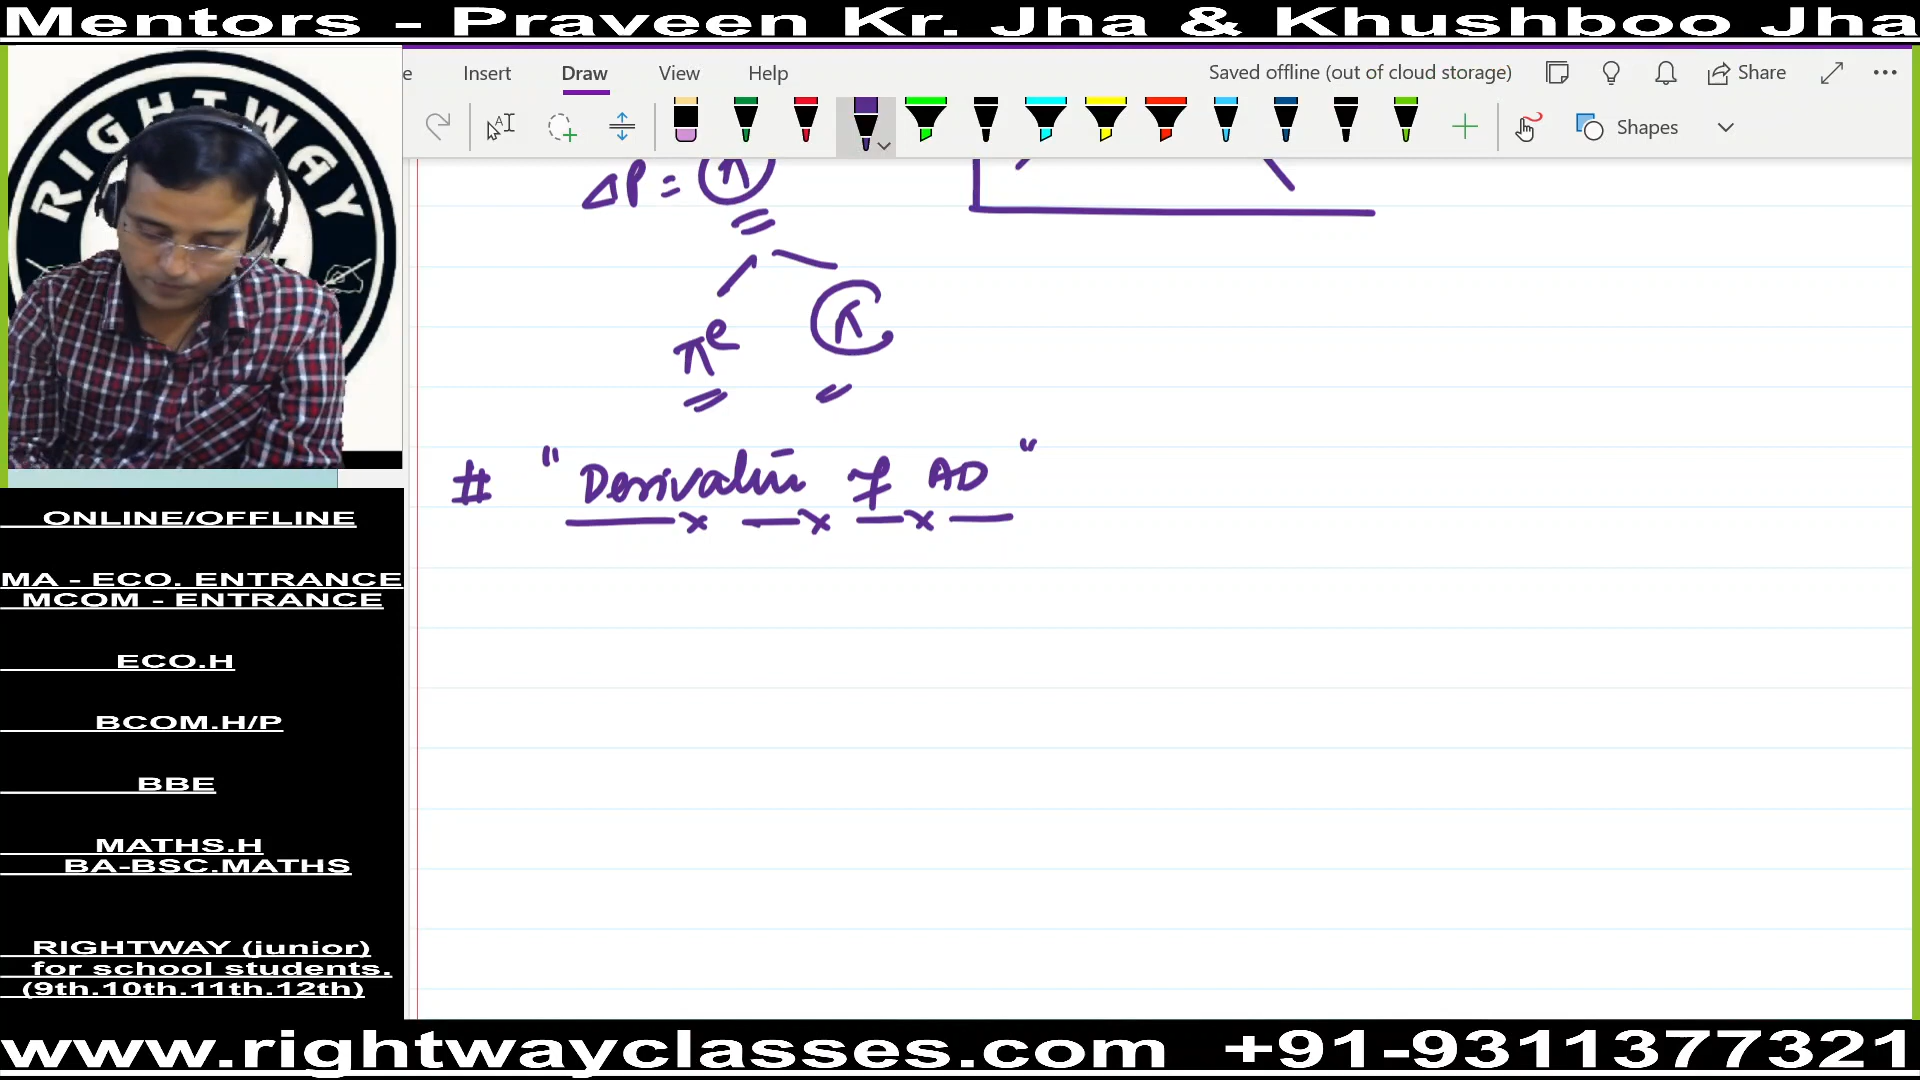 Mentors - Praveen Kr. Jha & Khushboo Jha
RIGHTWAY
Insert Draw View Help Saved offline (out of cloud storage) Share
Shapes
ΔP = π
π^e π
# "Derivation of AD"
ONLINE/OFFLINE
MA - ECO. ENTRANCE
MCOM - ENTRANCE
ECO.H
BCOM.H/P
BBE
MATHS.H
BA-BSC.MATHS
RIGHTWAY (junior)
for school students.
(9th.10th.11th.12th)
www.rightwayclasses.com +91-9311377321